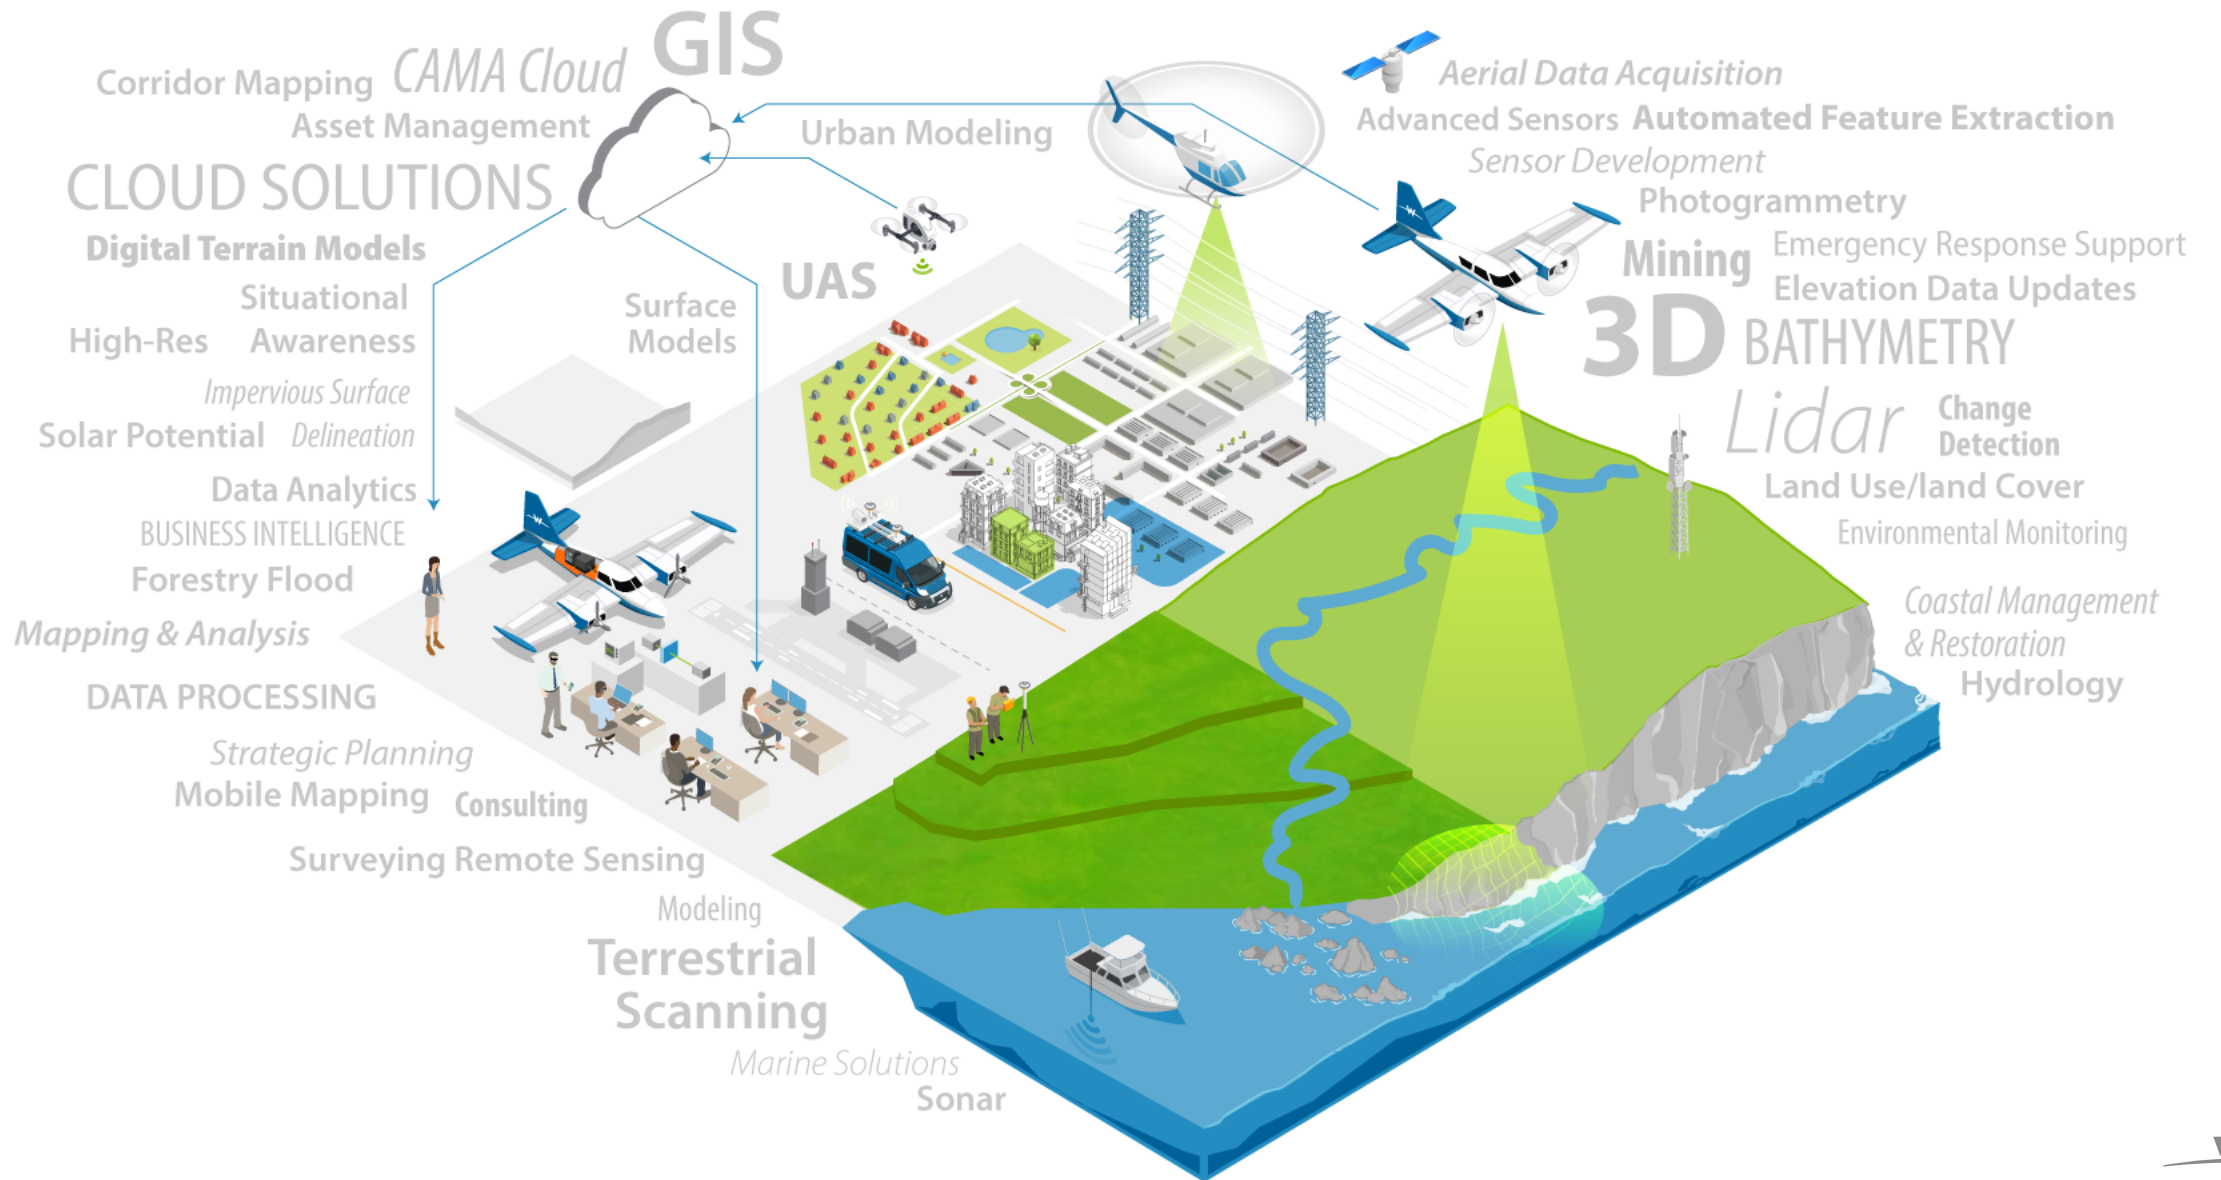 GIS
CAMA Cloud
Corridor Mapping
Asset Management
CLOUD SOLUTIONS
Digital Terrain Models
Situational
High-Res Awareness
Impervious Surface
Solar Potential Delineation
Data Analytics
BUSINESS INTELLIGENCE
Forestry Flood
Mapping & Analysis
DATA PROCESSING
Strategic Planning
Mobile Mapping Consulting
Surveying Remote Sensing
Modeling
Terrestrial
Scanning
Marine Solutions
Sonar
Surface
Models
UAS
Urban Modeling
Aerial Data Acquisition
Advanced Sensors Automated Feature Extraction
Sensor Development
Photogrammetry
Mining Emergency Response Support
Elevation Data Updates
3D BATHYMETRY
Lidar Change
Detection
Land Use/land Cover
Environmental Monitoring
Coastal Management
& Restoration
Hydrology